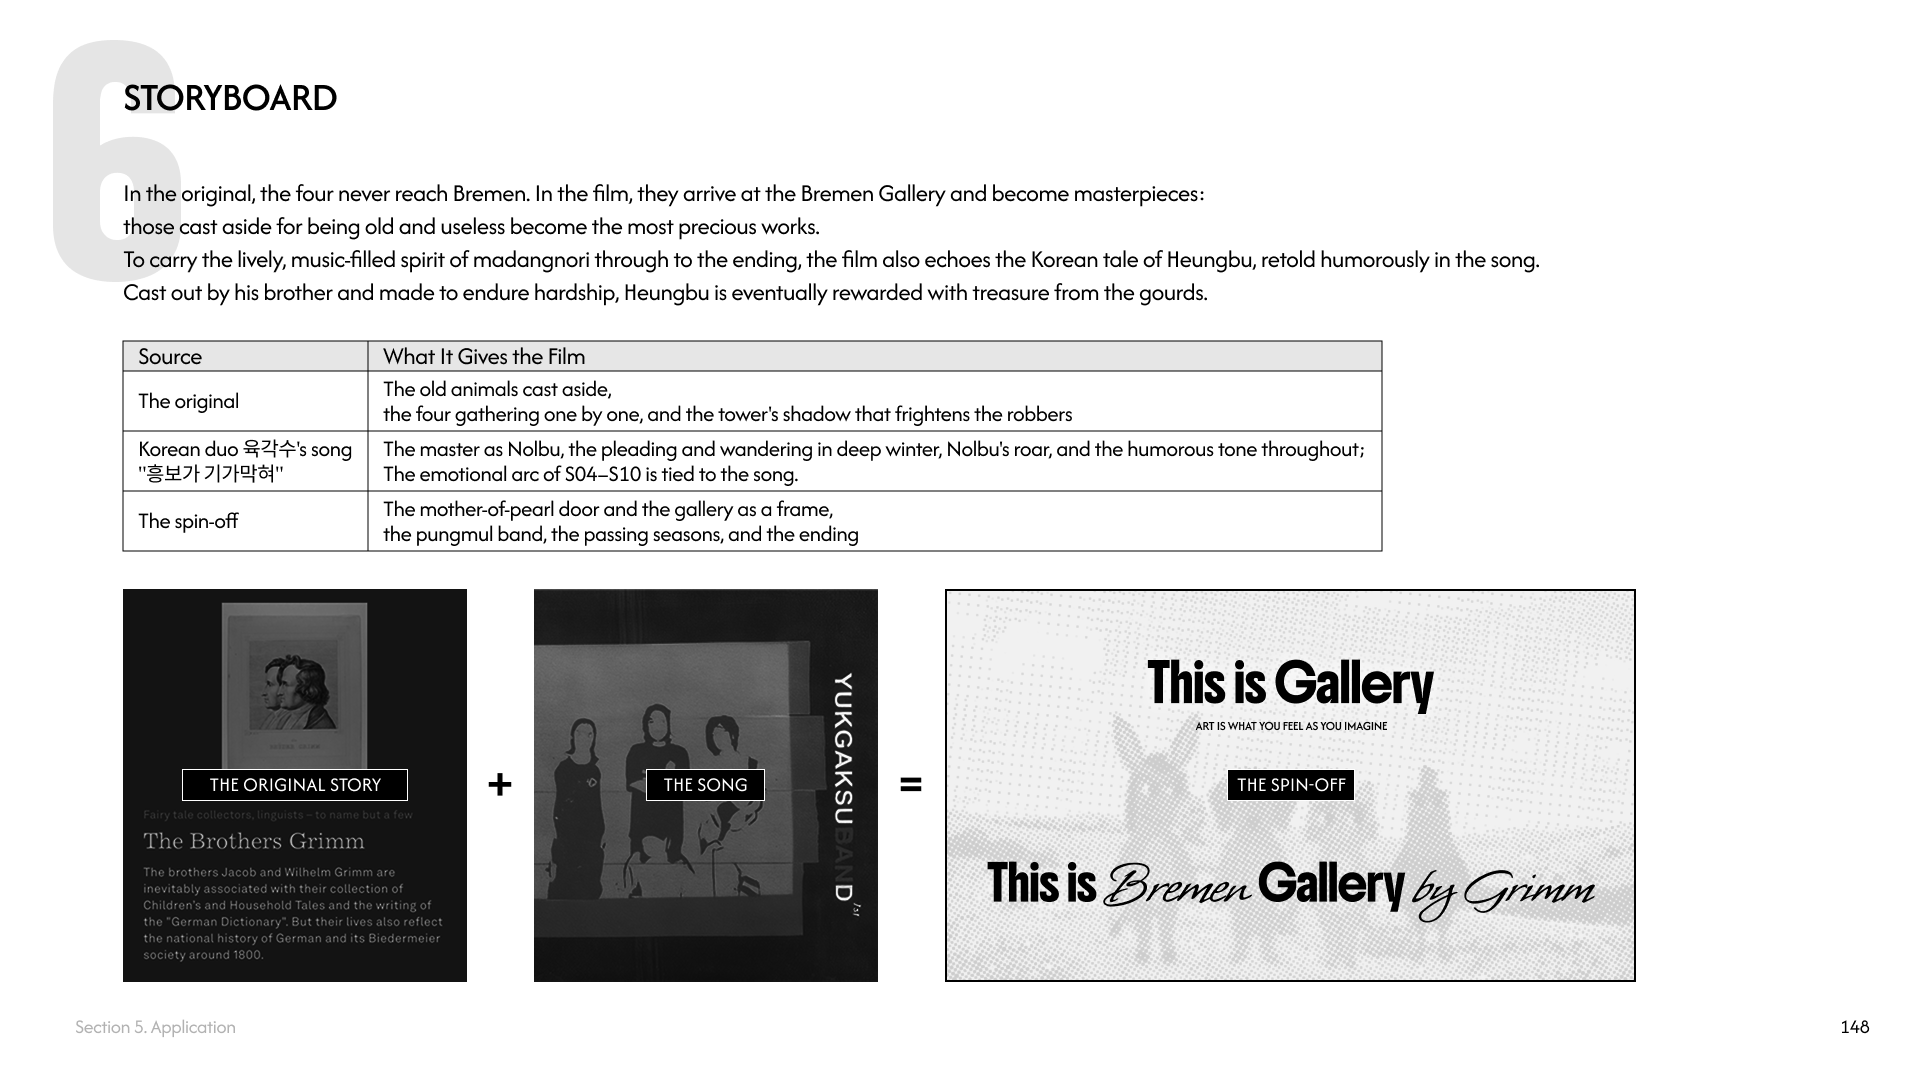 6
STORYBOARD
In the original, the four never reach Bremen. In the film, they arrive at the Bremen Gallery and become masterpieces:
those cast aside for being old and useless become the most precious works.
To carry the lively, music-filled spirit of madangnori through to the ending, the film also echoes the Korean tale of Heungbu, retold humorously in the song.
Cast out by his brother and made to endure hardship, Heungbu is eventually rewarded with treasure from the gourds.
Source
What It Gives the Film
The original
The old animals cast aside,
the four gathering one by one, and the tower's shadow that frightens the robbers
Korean duo 육각수's song
"흥보가 기가막혀"
The master as Nolbu, the pleading and wandering in deep winter, Nolbu's roar, and the humorous tone throughout;
The emotional arc of S04–S10 is tied to the song.
The spin-off
The mother-of-pearl door and the gallery as a frame,
the pungmul band, the passing seasons, and the ending
THE ORIGINAL STORY
Fairy tale collectors, linguists – to name but a few
The Brothers Grimm
The brothers Jacob and Wilhelm Grimm are
inevitably associated with their collection of
Children's and Household Tales and the writing of
the "German Dictionary". But their lives also reflect
the national history of German and its Biedermeier
society around 1800.
+
THE SONG
YUKGAKSU BAND
1st
=
This is Gallery
ART IS WHAT YOU FEEL AS YOU IMAGINE
THE SPIN-OFF
This is Bremen Gallery by Grimm
Section 5. Application
148